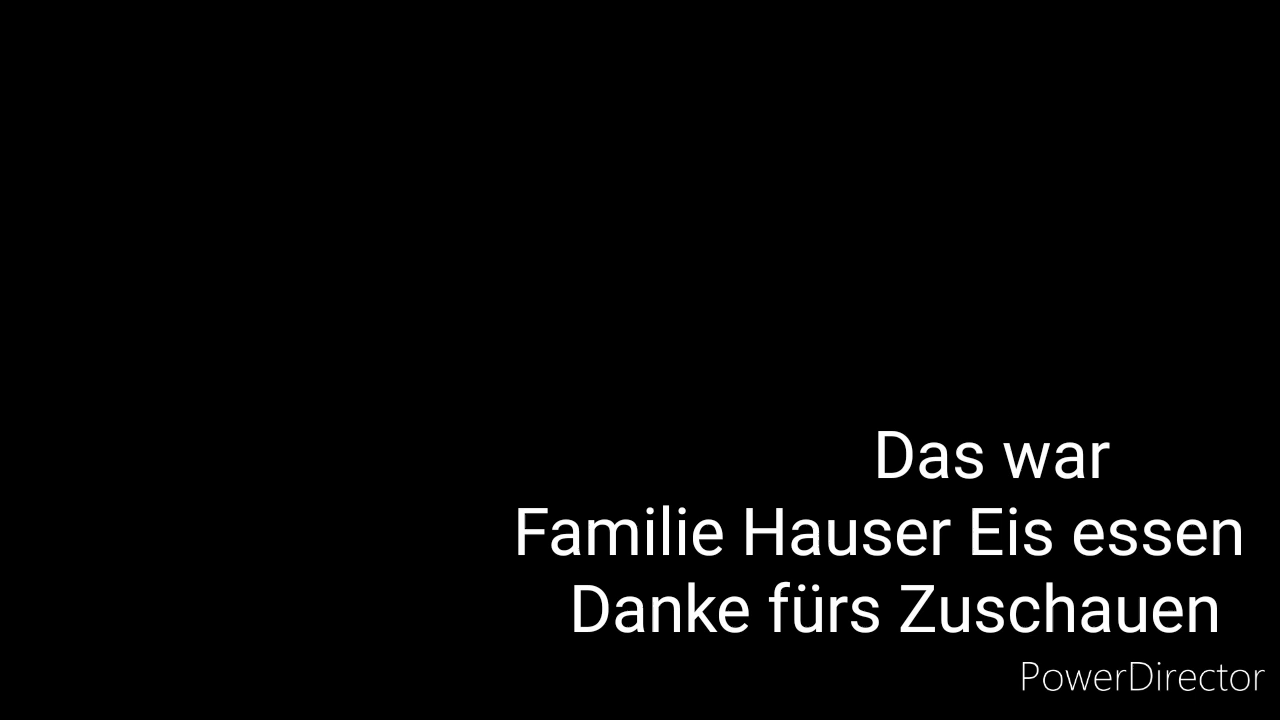 Das war
Familie Hauser Eis essen
Danke fürs Zuschauen
PowerDirector